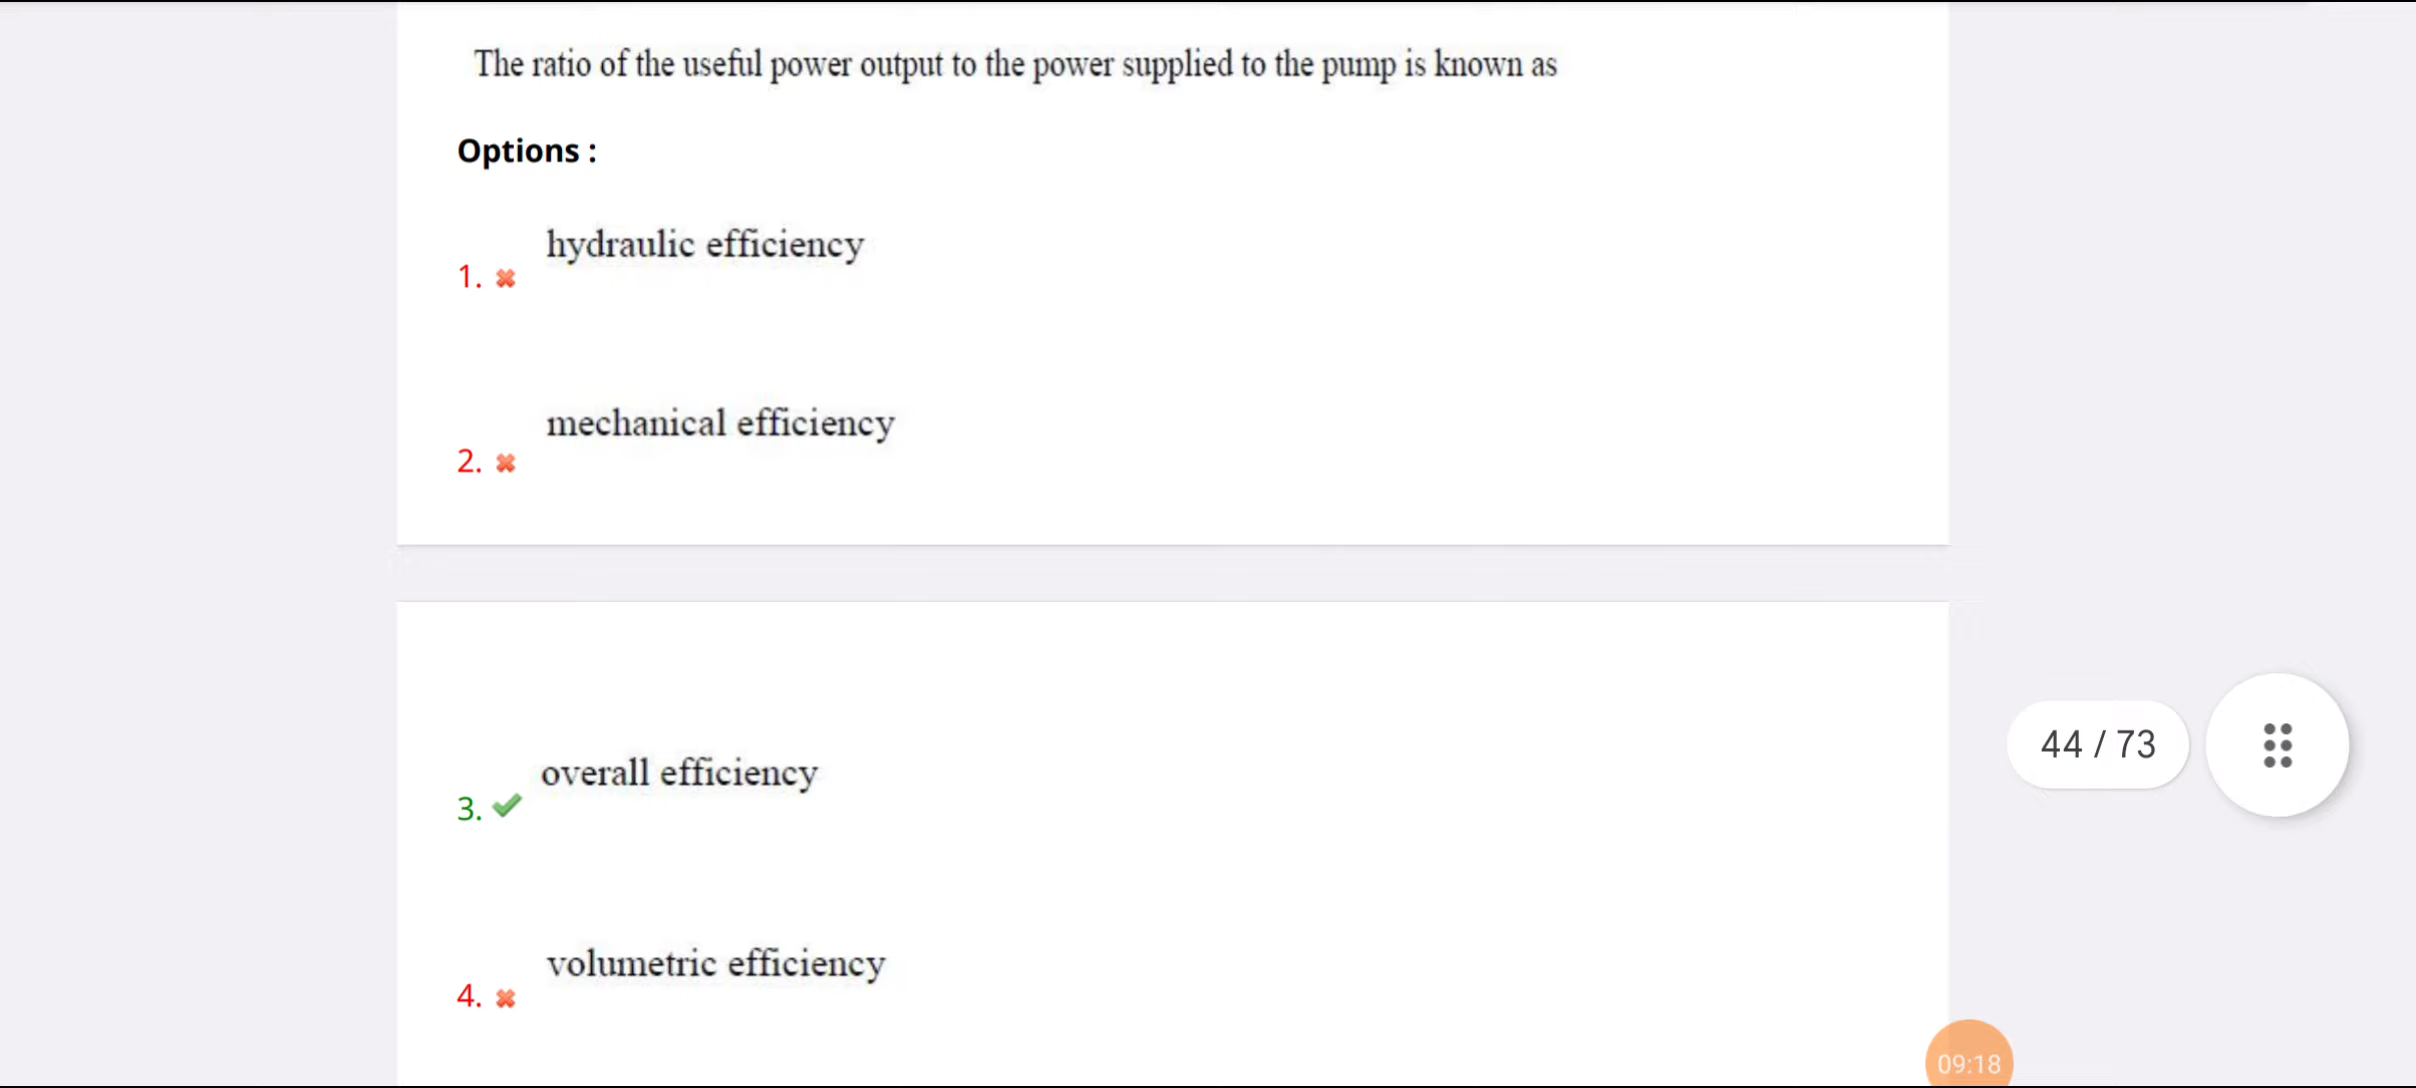 The ratio of the useful power output to the power supplied to the pump is known as
Options :
hydraulic efficiency
1.
mechanical efficiency
2.
overall efficiency
3.
volumetric efficiency
4.
44 / 73
09:18